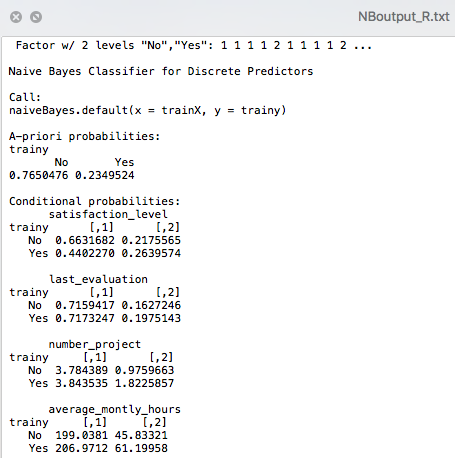 NBoutput_R.txt
Factor w/ 2 levels "No","Yes": 1 1 1 1 2 1 1 1 1 2 ...
Naive Bayes Classifier for Discrete Predictors
Call:
naiveBayes.default(x = trainX, y = trainy)
A-priori probabilities:
trainy
No Yes
0.7650476 0.2349524
Conditional probabilities:
satisfaction_level
trainy [,1] [,2]
No 0.6631682 0.2175565
Yes 0.4402270 0.2639574
last_evaluation
trainy [,1] [,2]
No 0.7159417 0.1627246
Yes 0.7173247 0.1975143
number_project
trainy [,1] [,2]
No 3.784389 0.9759663
Yes 3.843535 1.8225857
average_montly_hours
trainy [,1] [,2]
No 199.0381 45.83321
Yes 206.9712 61.19958